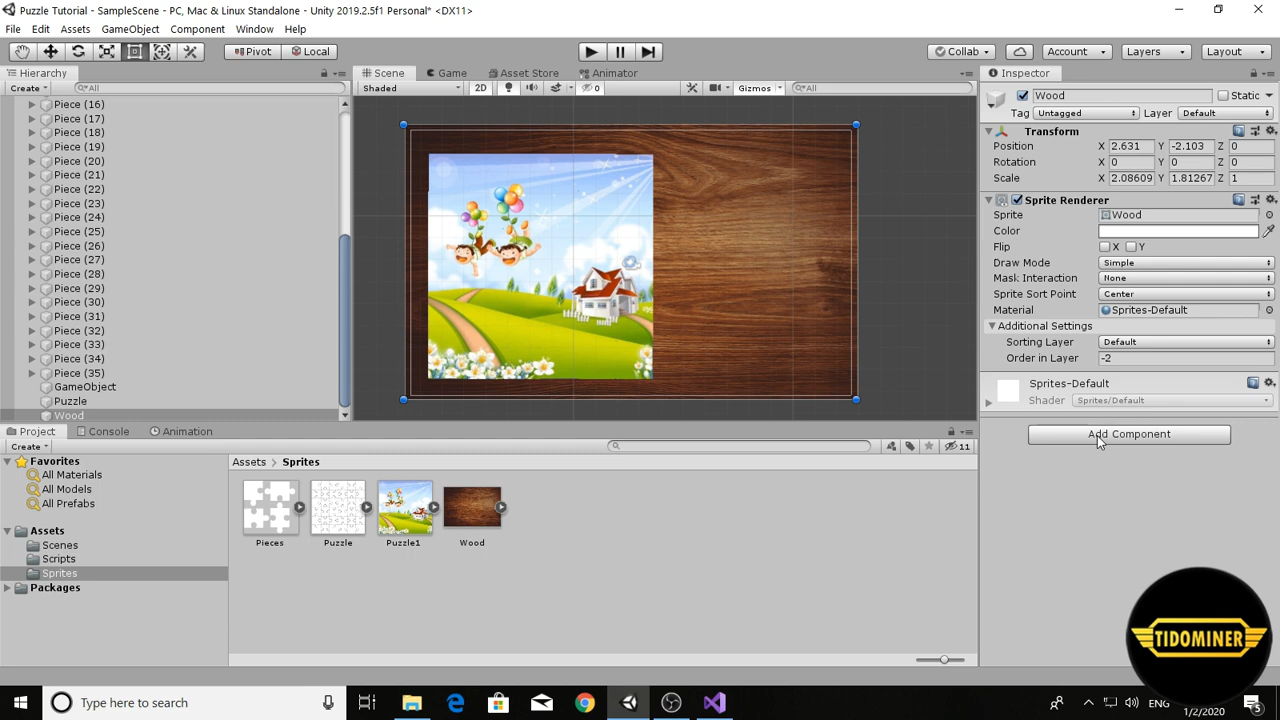 Puzzle Tutorial - SampleScene - PC, Mac & Linux Standalone - Unity 2019.2.5f1 Personal* <DX11>
File Edit Assets GameObject Component Window Help
Pivot Local Collab Account Layers Layout
Hierarchy
Create All
Piece (16)
Piece (17)
Piece (18)
Piece (19)
Piece (20)
Piece (21)
Piece (22)
Piece (23)
Piece (24)
Piece (25)
Piece (26)
Piece (27)
Piece (28)
Piece (29)
Piece (30)
Piece (31)
Piece (32)
Piece (33)
Piece (34)
Piece (35)
GameObject
Puzzle
Wood
Scene Game Asset Store Animator
Shaded 2D 0 Gizmos All
Inspector
Wood Static
Tag Untagged Layer Default
Transform
Position X 2.631 Y -2.103 Z 0
Rotation X 0 Y 0 Z 0
Scale X 2.08609 Y 1.81267 Z 1
Sprite Renderer
Sprite Wood
Color
Flip X Y
Draw Mode Simple
Mask Interaction None
Sprite Sort Point Center
Material Sprites-Default
Additional Settings
Sorting Layer Default
Order in Layer -2
Sprites-Default
Shader Sprites/Default
Add Component
Project Console Animation
Create 11
Favorites
All Materials
All Models
All Prefabs
Assets
Scenes
Scripts
Sprites
Packages
Assets > Sprites
Pieces Puzzle Puzzle1 Wood
TIDOMINER
Type here to search
ENG
1/2/2020
5